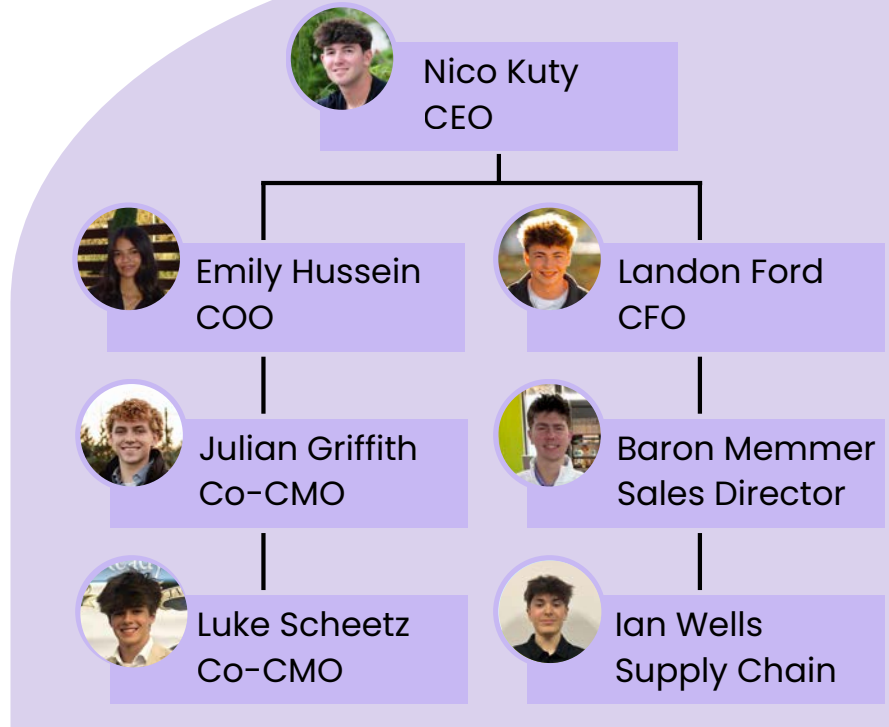 Nico Kuty
CEO
Emily Hussein
COO
Landon Ford
CFO
Julian Griffith
Co-CMO
Baron Memmer
Sales Director
Luke Scheetz
Co-CMO
Ian Wells
Supply Chain